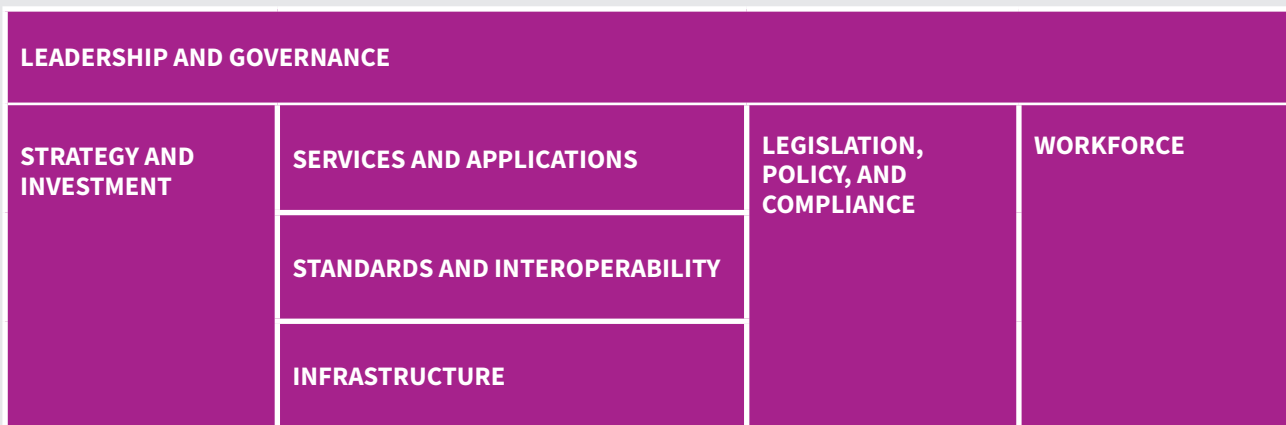 LEADERSHIP AND GOVERNANCE
STRATEGY AND
INVESTMENT
SERVICES AND APPLICATIONS
STANDARDS AND INTEROPERABILITY
INFRASTRUCTURE
LEGISLATION,
POLICY, AND
COMPLIANCE
WORKFORCE